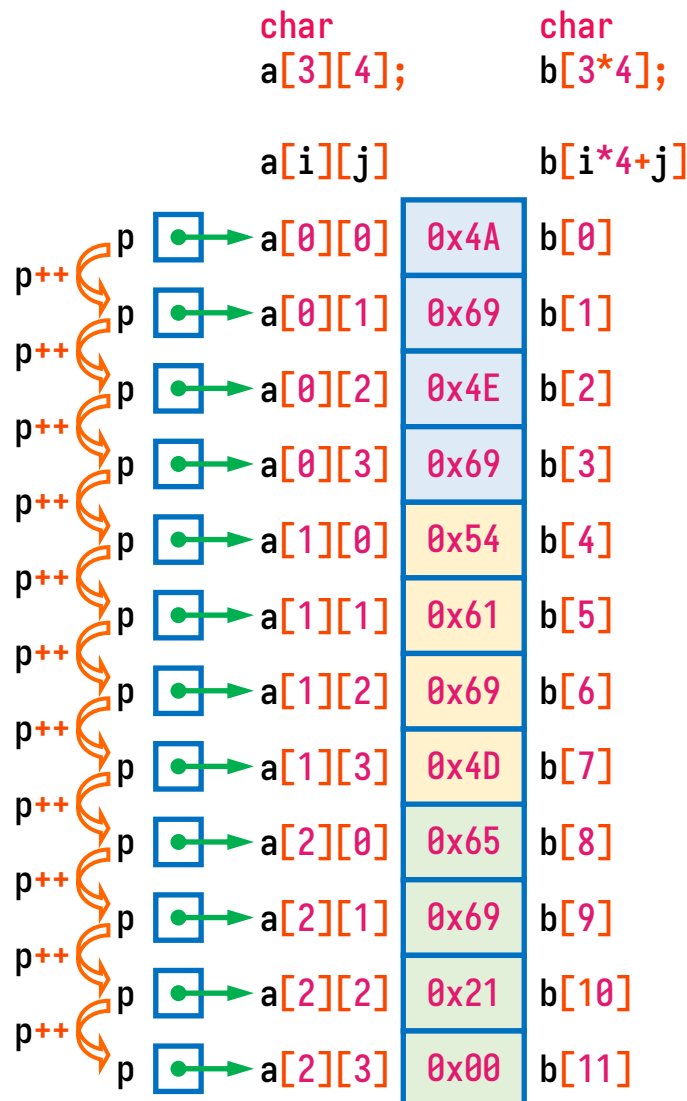 char char
a[3][4]; b[3*4];
a[i][j] b[i*4+j]
p a[0][0] 0x4A b[0]
p++
p a[0][1] 0x69 b[1]
p++
p a[0][2] 0x4E b[2]
p++
p a[0][3] 0x69 b[3]
p++
p a[1][0] 0x54 b[4]
p++
p a[1][1] 0x61 b[5]
p++
p a[1][2] 0x69 b[6]
p++
p a[1][3] 0x4D b[7]
p++
p a[2][0] 0x65 b[8]
p++
p a[2][1] 0x69 b[9]
p++
p a[2][2] 0x21 b[10]
p++
p a[2][3] 0x00 b[11]